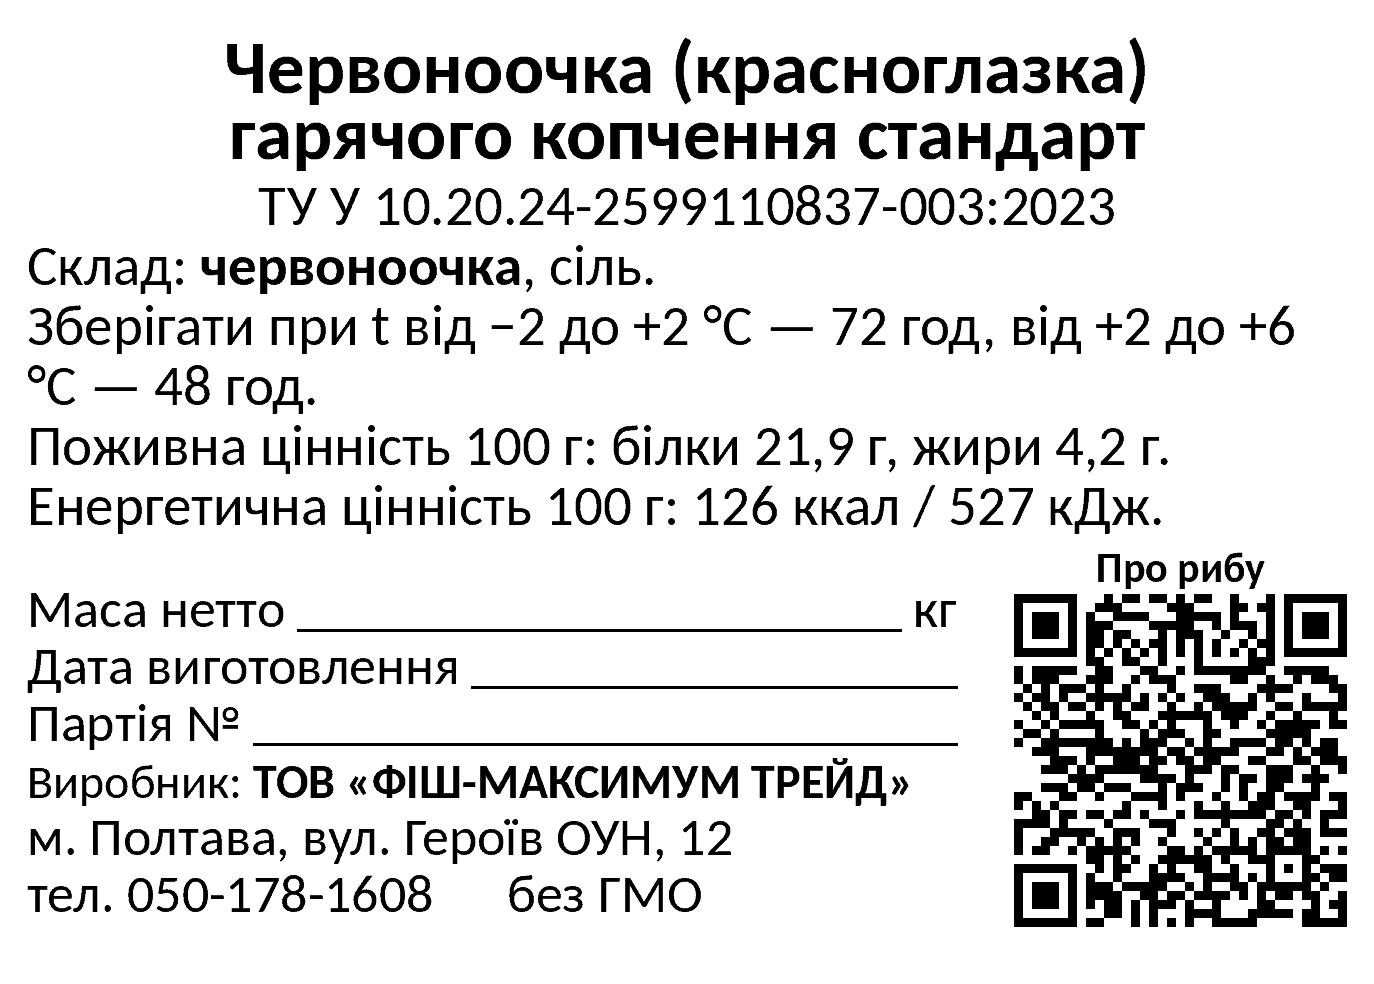 Червоноочка (красноглазка)
гарячого копчення стандарт
ТУ У 10.20.24-2599110837-003:2023
Склад: червоноочка, сіль.
Зберігати при t від −2 до +2 °С — 72 год, від +2 до +6
°С — 48 год.
Поживна цінність 100 г: білки 21,9 г, жири 4,2 г.
Енергетична цінність 100 г: 126 ккал / 527 кДж.
Про рибу
Маса нетто ______________________ кг
Дата виготовлення __________________
Партія № __________________________
Виробник: ТОВ «ФІШ-МАКСИМУМ ТРЕЙД»
м. Полтава, вул. Героїв ОУН, 12
тел. 050-178-1608 без ГМО